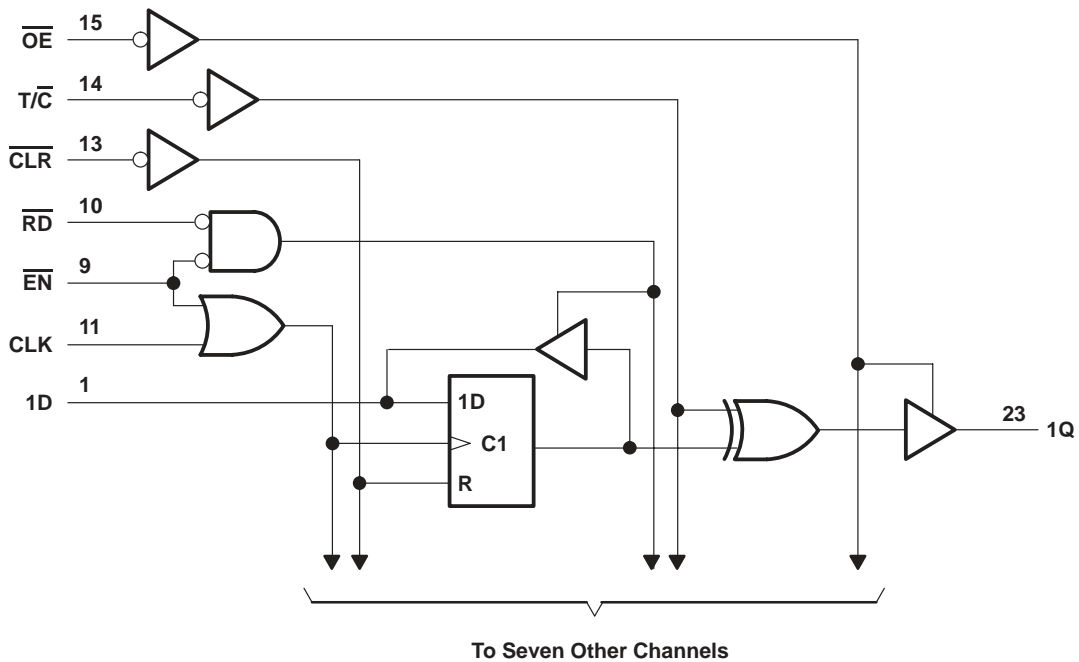 OE 15
T/C 14
CLR 13
RD 10
EN 9
CLK 11
1D 1
1D
C1
R
23 1Q
To Seven Other Channels